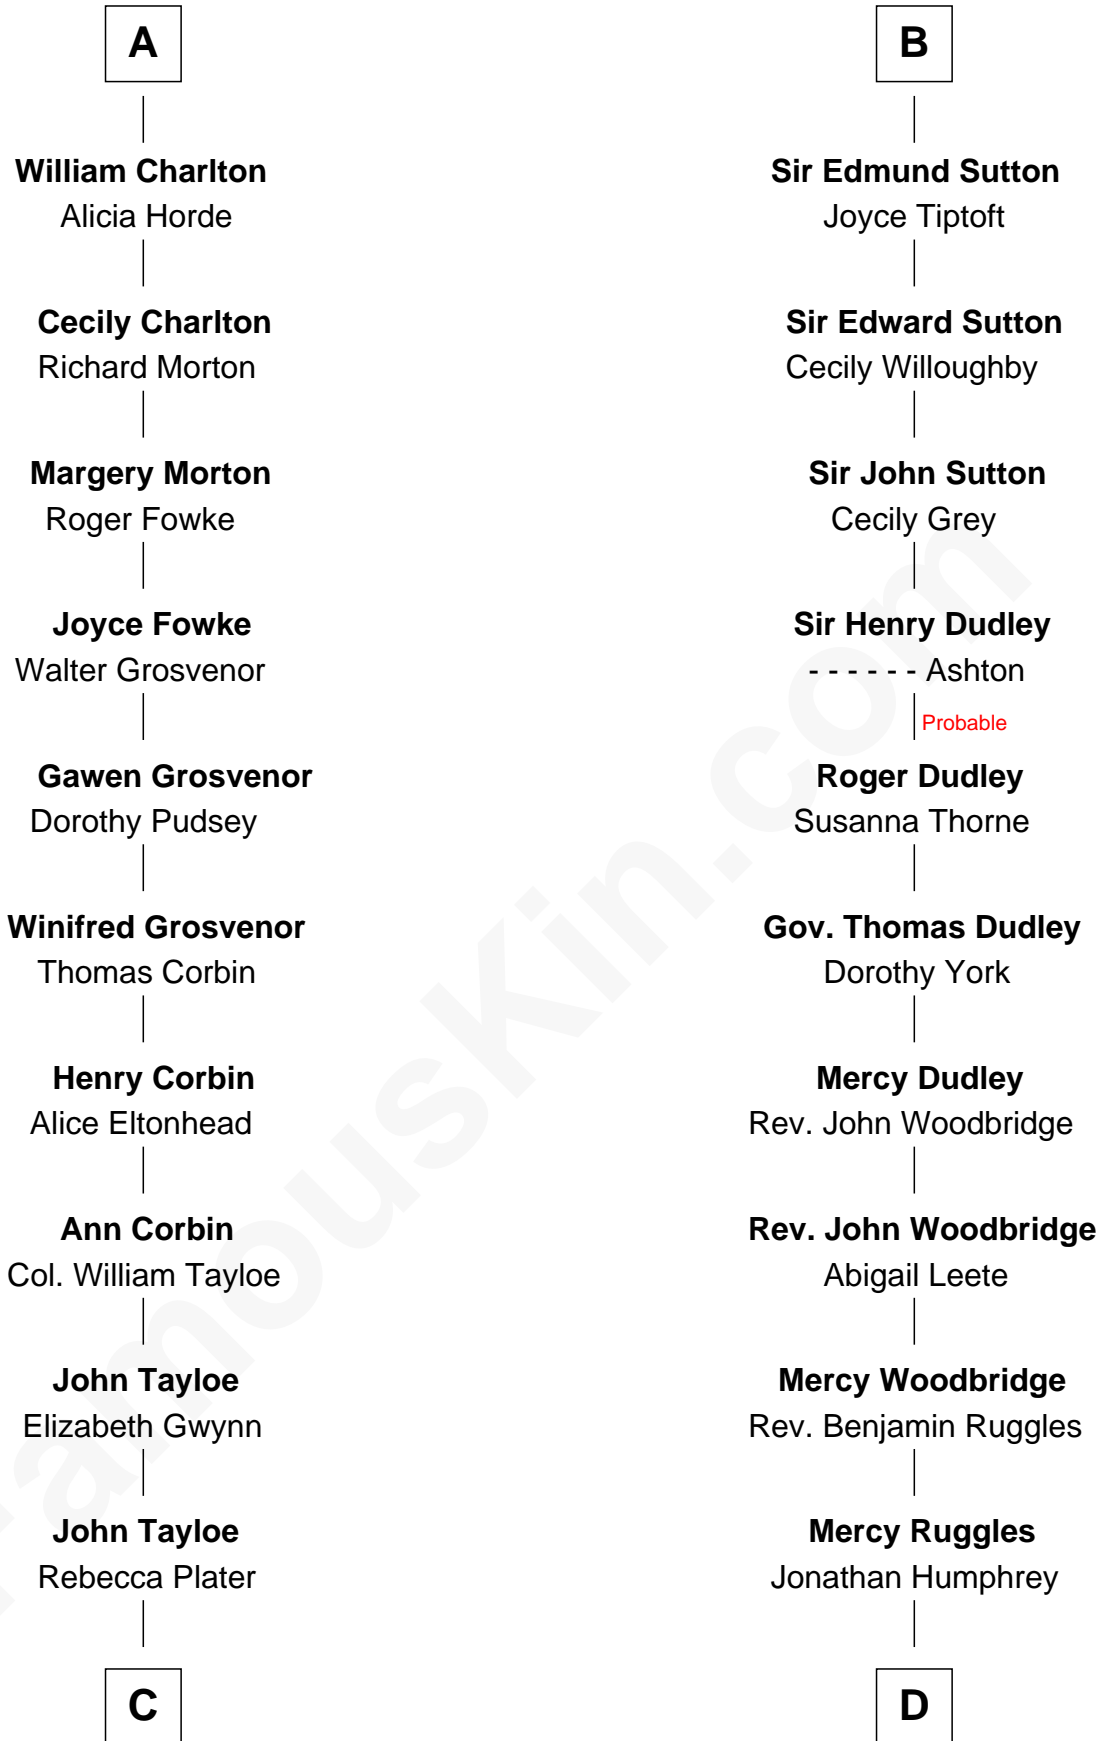 A
William Charlton
Alicia Horde
Cecily Charlton
Richard Morton
Margery Morton
Roger Fowke
Joyce Fowke
Walter Grosvenor
Gawen Grosvenor
Dorothy Pudsey
Winifred Grosvenor
Thomas Corbin
Henry Corbin
Alice Eltonhead
Ann Corbin
Col. William Tayloe
John Tayloe
Elizabeth Gwynn
John Tayloe
Rebecca Plater
C
B
Sir Edmund Sutton
Joyce Tiptoft
Sir Edward Sutton
Cecily Willoughby
Sir John Sutton
Cecily Grey
Sir Henry Dudley
- - - - - - Ashton
Probable
Roger Dudley
Susanna Thorne
Gov. Thomas Dudley
Dorothy York
Mercy Dudley
Rev. John Woodbridge
Rev. John Woodbridge
Abigail Leete
Mercy Woodbridge
Rev. Benjamin Ruggles
Mercy Ruggles
Jonathan Humphrey
D
FamousKin.com